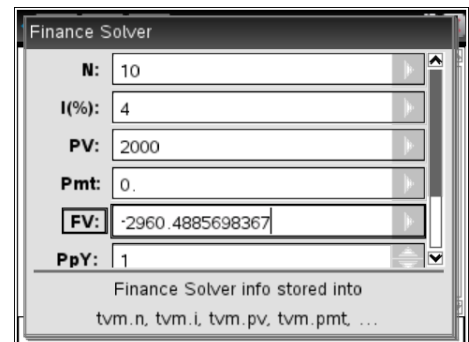 Finance Solver
N: 10
I(%): 4
PV: 2000
Pmt: 0.
FV: -2960.4885698367
PpY: 1
Finance Solver info stored into
tvm.n, tvm.i, tvm.pv, tvm.pmt, ...